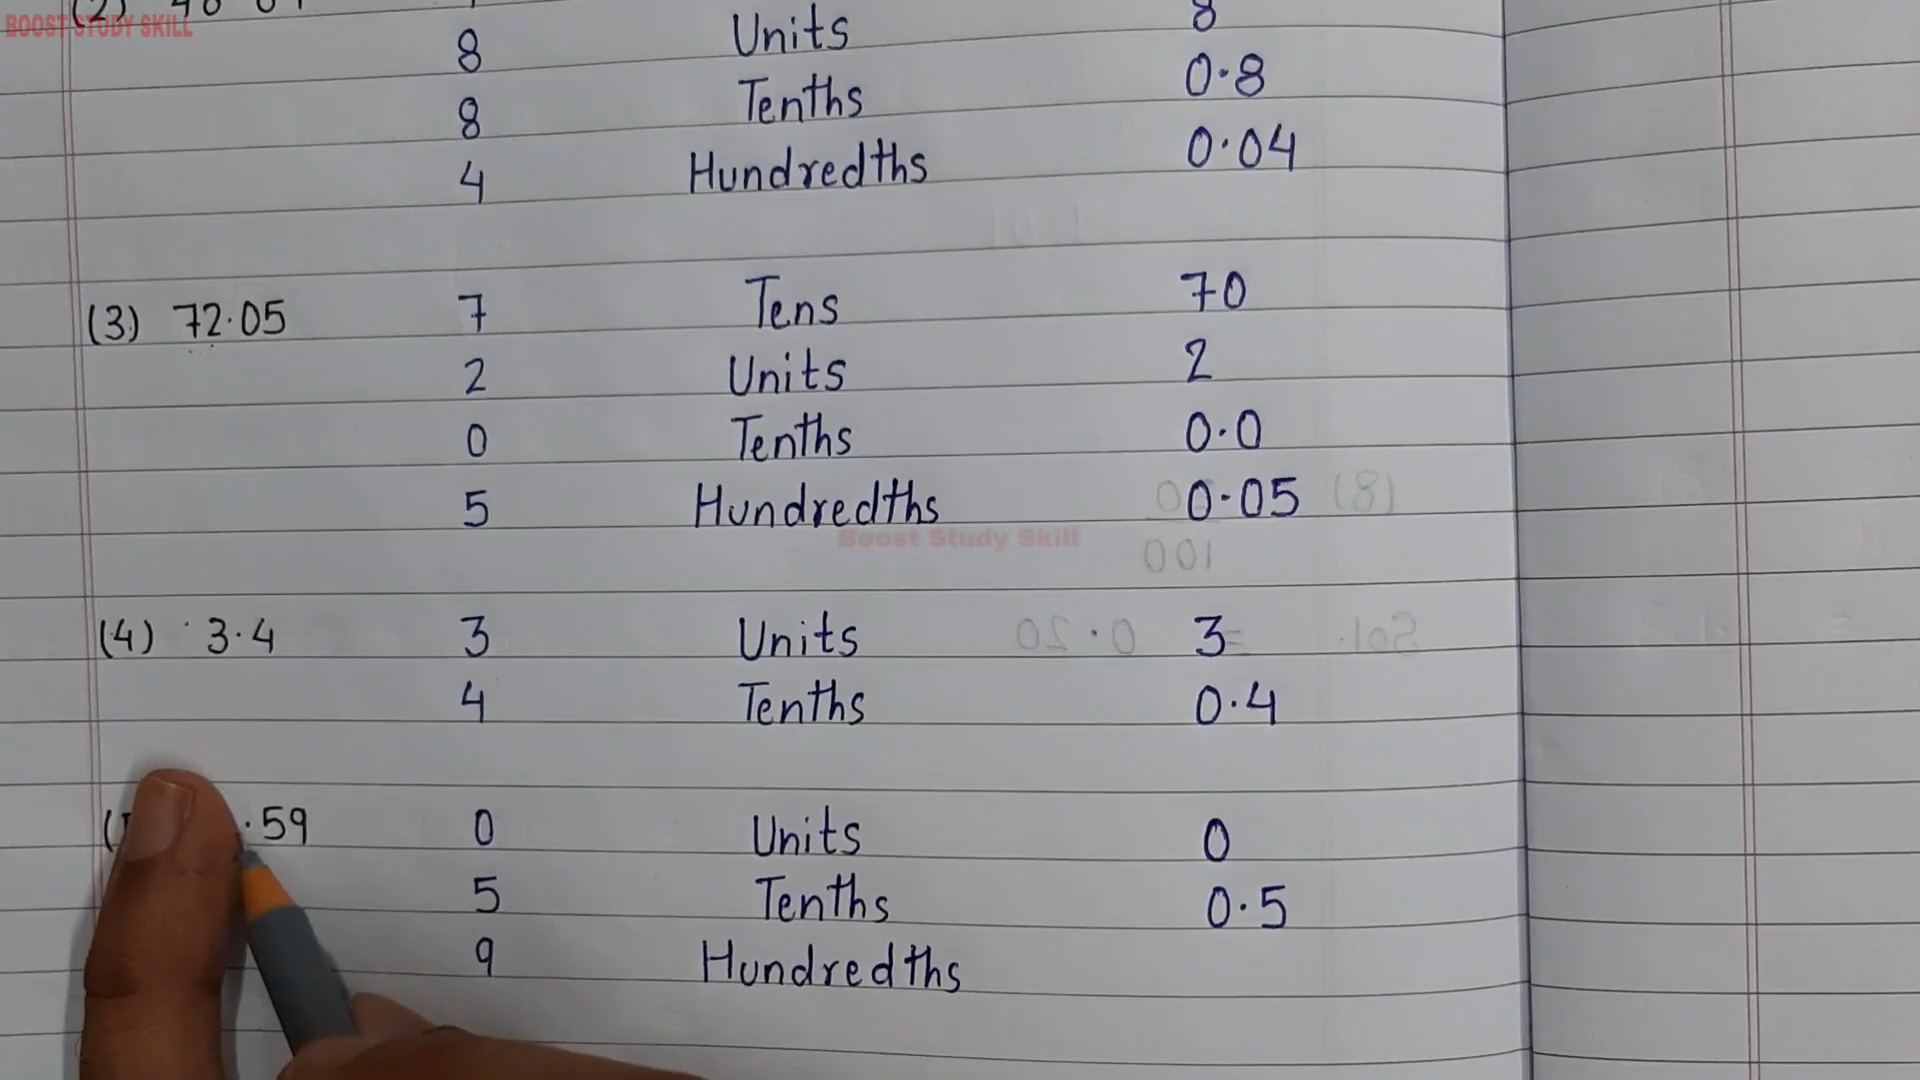 BOOST STUDY SKILL
8 Units 8
8 Tenths 0.8
4 Hundredths 0.04
(3) 72.05 7 Tens 70
2 Units 2
0 Tenths 0.0
5 Hundredths 0.05
Boost Study Skill
(4) 3.4 3 Units 3
4 Tenths 0.4
.59 0 Units 0
5 Tenths 0.5
9 Hundredths